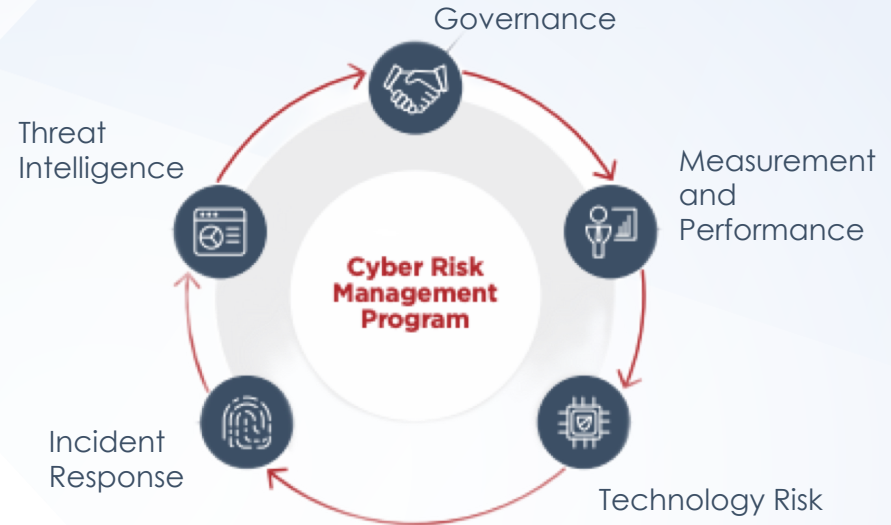 Governance
Threat
Intelligence
Measurement
and
Performance
Cyber Risk
Management
Program
Incident
Response
Technology Risk